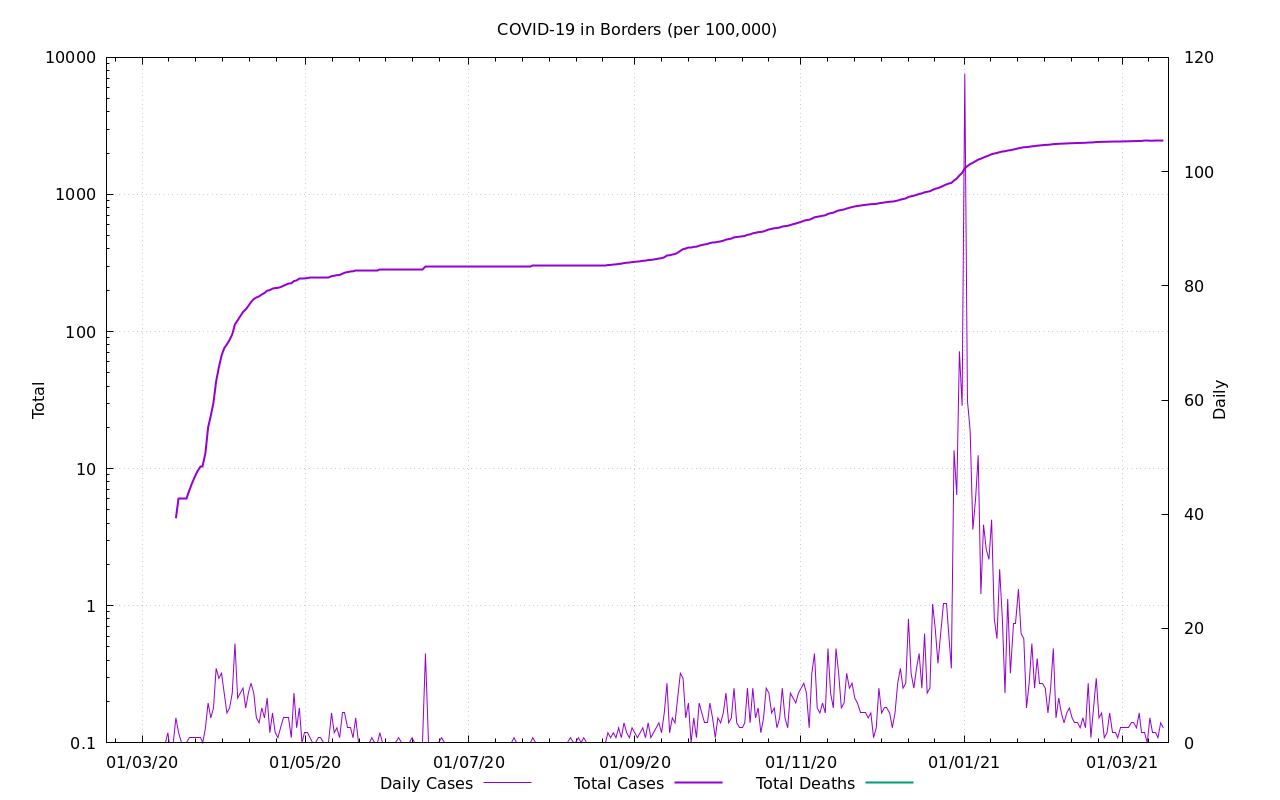 COVID-19 in Borders (per 100,000)
10000
1000
100
10
1
0.1
Total
120
100
80
60
40
20
0
Daily
01/03/20 01/05/20 01/07/20 01/09/20 01/11/20 01/01/21 01/03/21
Daily Cases Total Cases Total Deaths